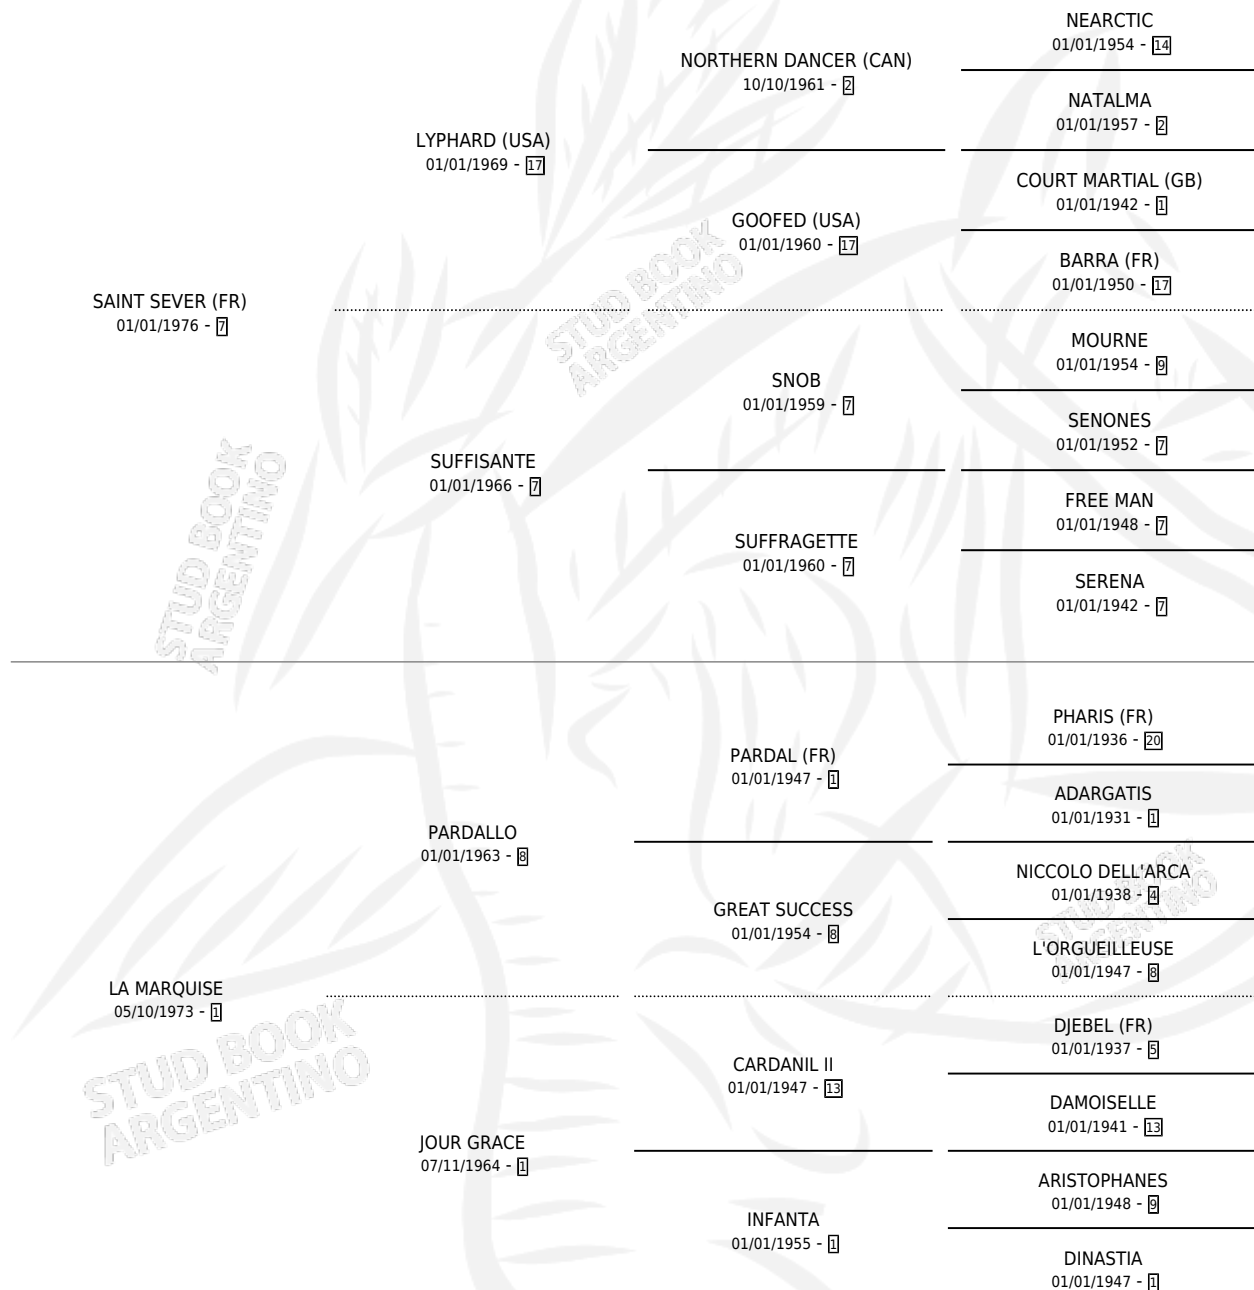 NEARCTIC
01/01/1954 - 14
NORTHERN DANCER (CAN)
10/10/1961 - 2
NATALMA
01/01/1957 - 2
LYPHARD (USA)
01/01/1969 - 17
COURT MARTIAL (GB)
01/01/1942 - 1
GOOFED (USA)
01/01/1960 - 17
BARRA (FR)
01/01/1950 - 17
SAINT SEVER (FR)
01/01/1976 - 7
MOURNE
01/01/1954 - 9
SNOB
01/01/1959 - 7
SENONES
01/01/1952 - 7
SUFFISANTE
01/01/1966 - 7
FREE MAN
01/01/1948 - 7
SUFFRAGETTE
01/01/1960 - 7
SERENA
01/01/1942 - 7
PHARIS (FR)
01/01/1936 - 20
PARDAL (FR)
01/01/1947 - 1
ADARGATIS
01/01/1931 - 1
PARDALLO
01/01/1963 - 8
NICCOLO DELL'ARCA
01/01/1938 - 4
GREAT SUCCESS
01/01/1954 - 8
L'ORGUEILLEUSE
01/01/1947 - 8
LA MARQUISE
05/10/1973 - 1
DJEBEL (FR)
01/01/1937 - 5
CARDANIL II
01/01/1947 - 13
DAMOISELLE
01/01/1941 - 13
JOUR GRACE
07/11/1964 - 1
ARISTOPHANES
01/01/1948 - 9
INFANTA
01/01/1955 - 1
DINASTIA
01/01/1947 - 1
STUD BOOK
ARGENTINO
STUD BOOK
ARGENTINO
STUD BOOK
ARGENTINO
STUD BOOK
ARGENTINO